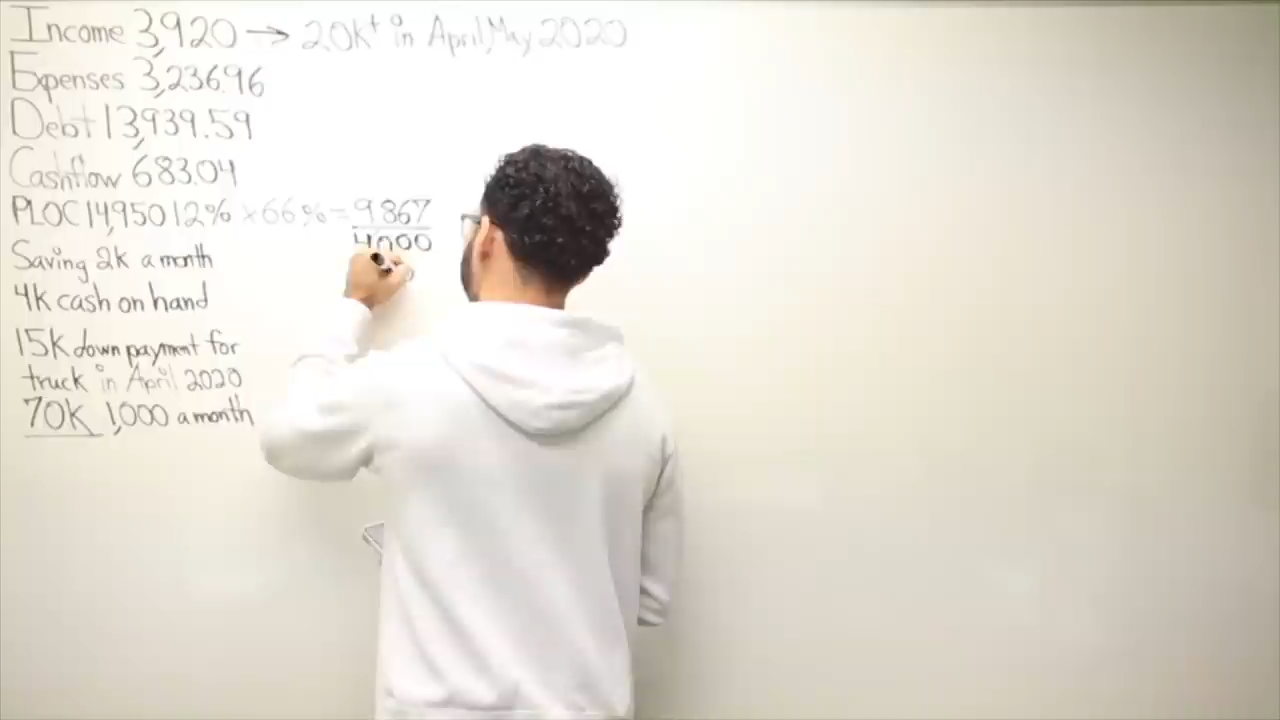 Income 3,920 → 20K+ in April, May 2020
Expenses 3,236.96
Debt 13,939.59
Cashflow 683.04
PLOC 14,950 12% × 66% = 9867
4000
Saving 2k a month
4K cash on hand
15K down payment for
truck in April 2020
70K 1,000 a month